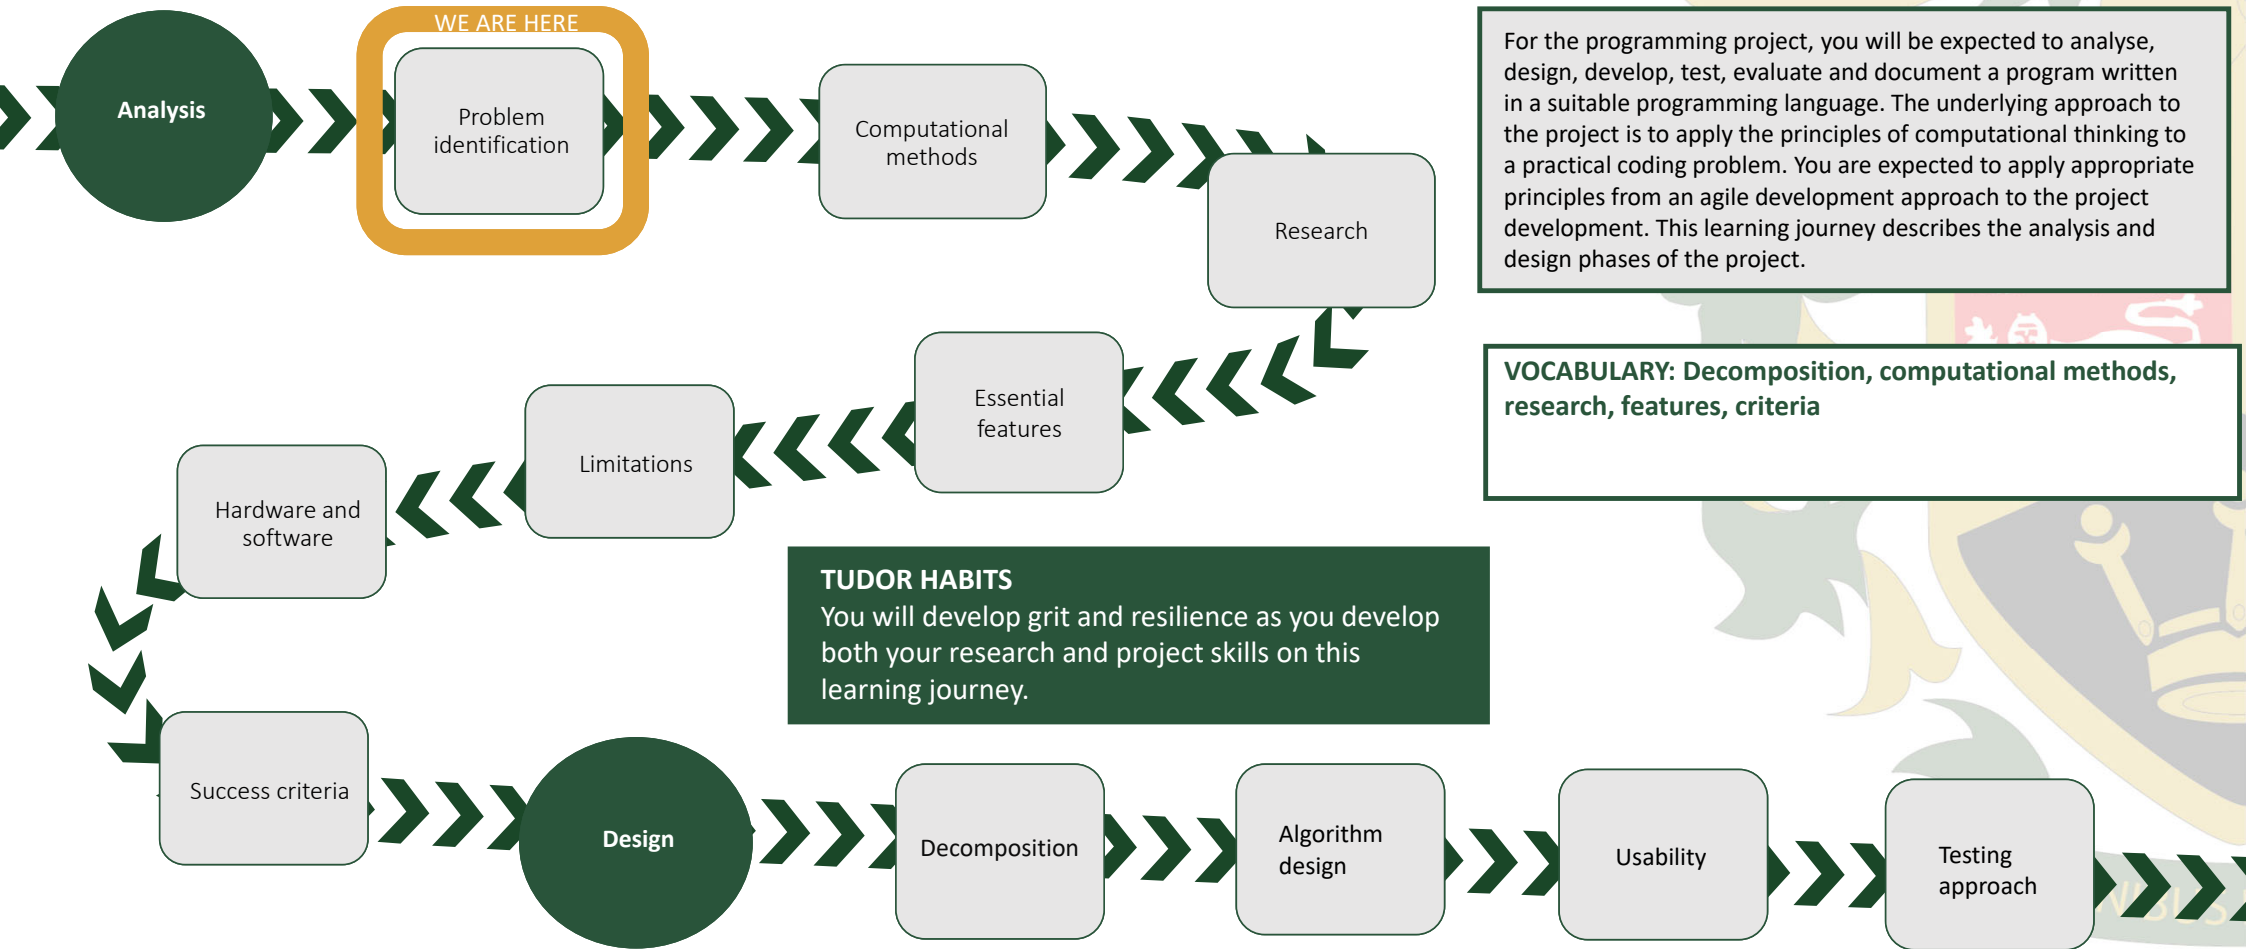 WE ARE HERE
Analysis
Problem
identification
Computational
methods
Research
For the programming project, you will be expected to analyse,
design, develop, test, evaluate and document a program written
in a suitable programming language. The underlying approach to
the project is to apply the principles of computational thinking to
a practical coding problem. You are expected to apply appropriate
principles from an agile development approach to the project
development. This learning journey describes the analysis and
design phases of the project.
VOCABULARY: Decomposition, computational methods,
research, features, criteria
Essential
features
Limitations
Hardware and
software
TUDOR HABITS
You will develop grit and resilience as you develop
both your research and project skills on this
learning journey.
Success criteria
Design
Decomposition
Algorithm
design
Usability
Testing
approach